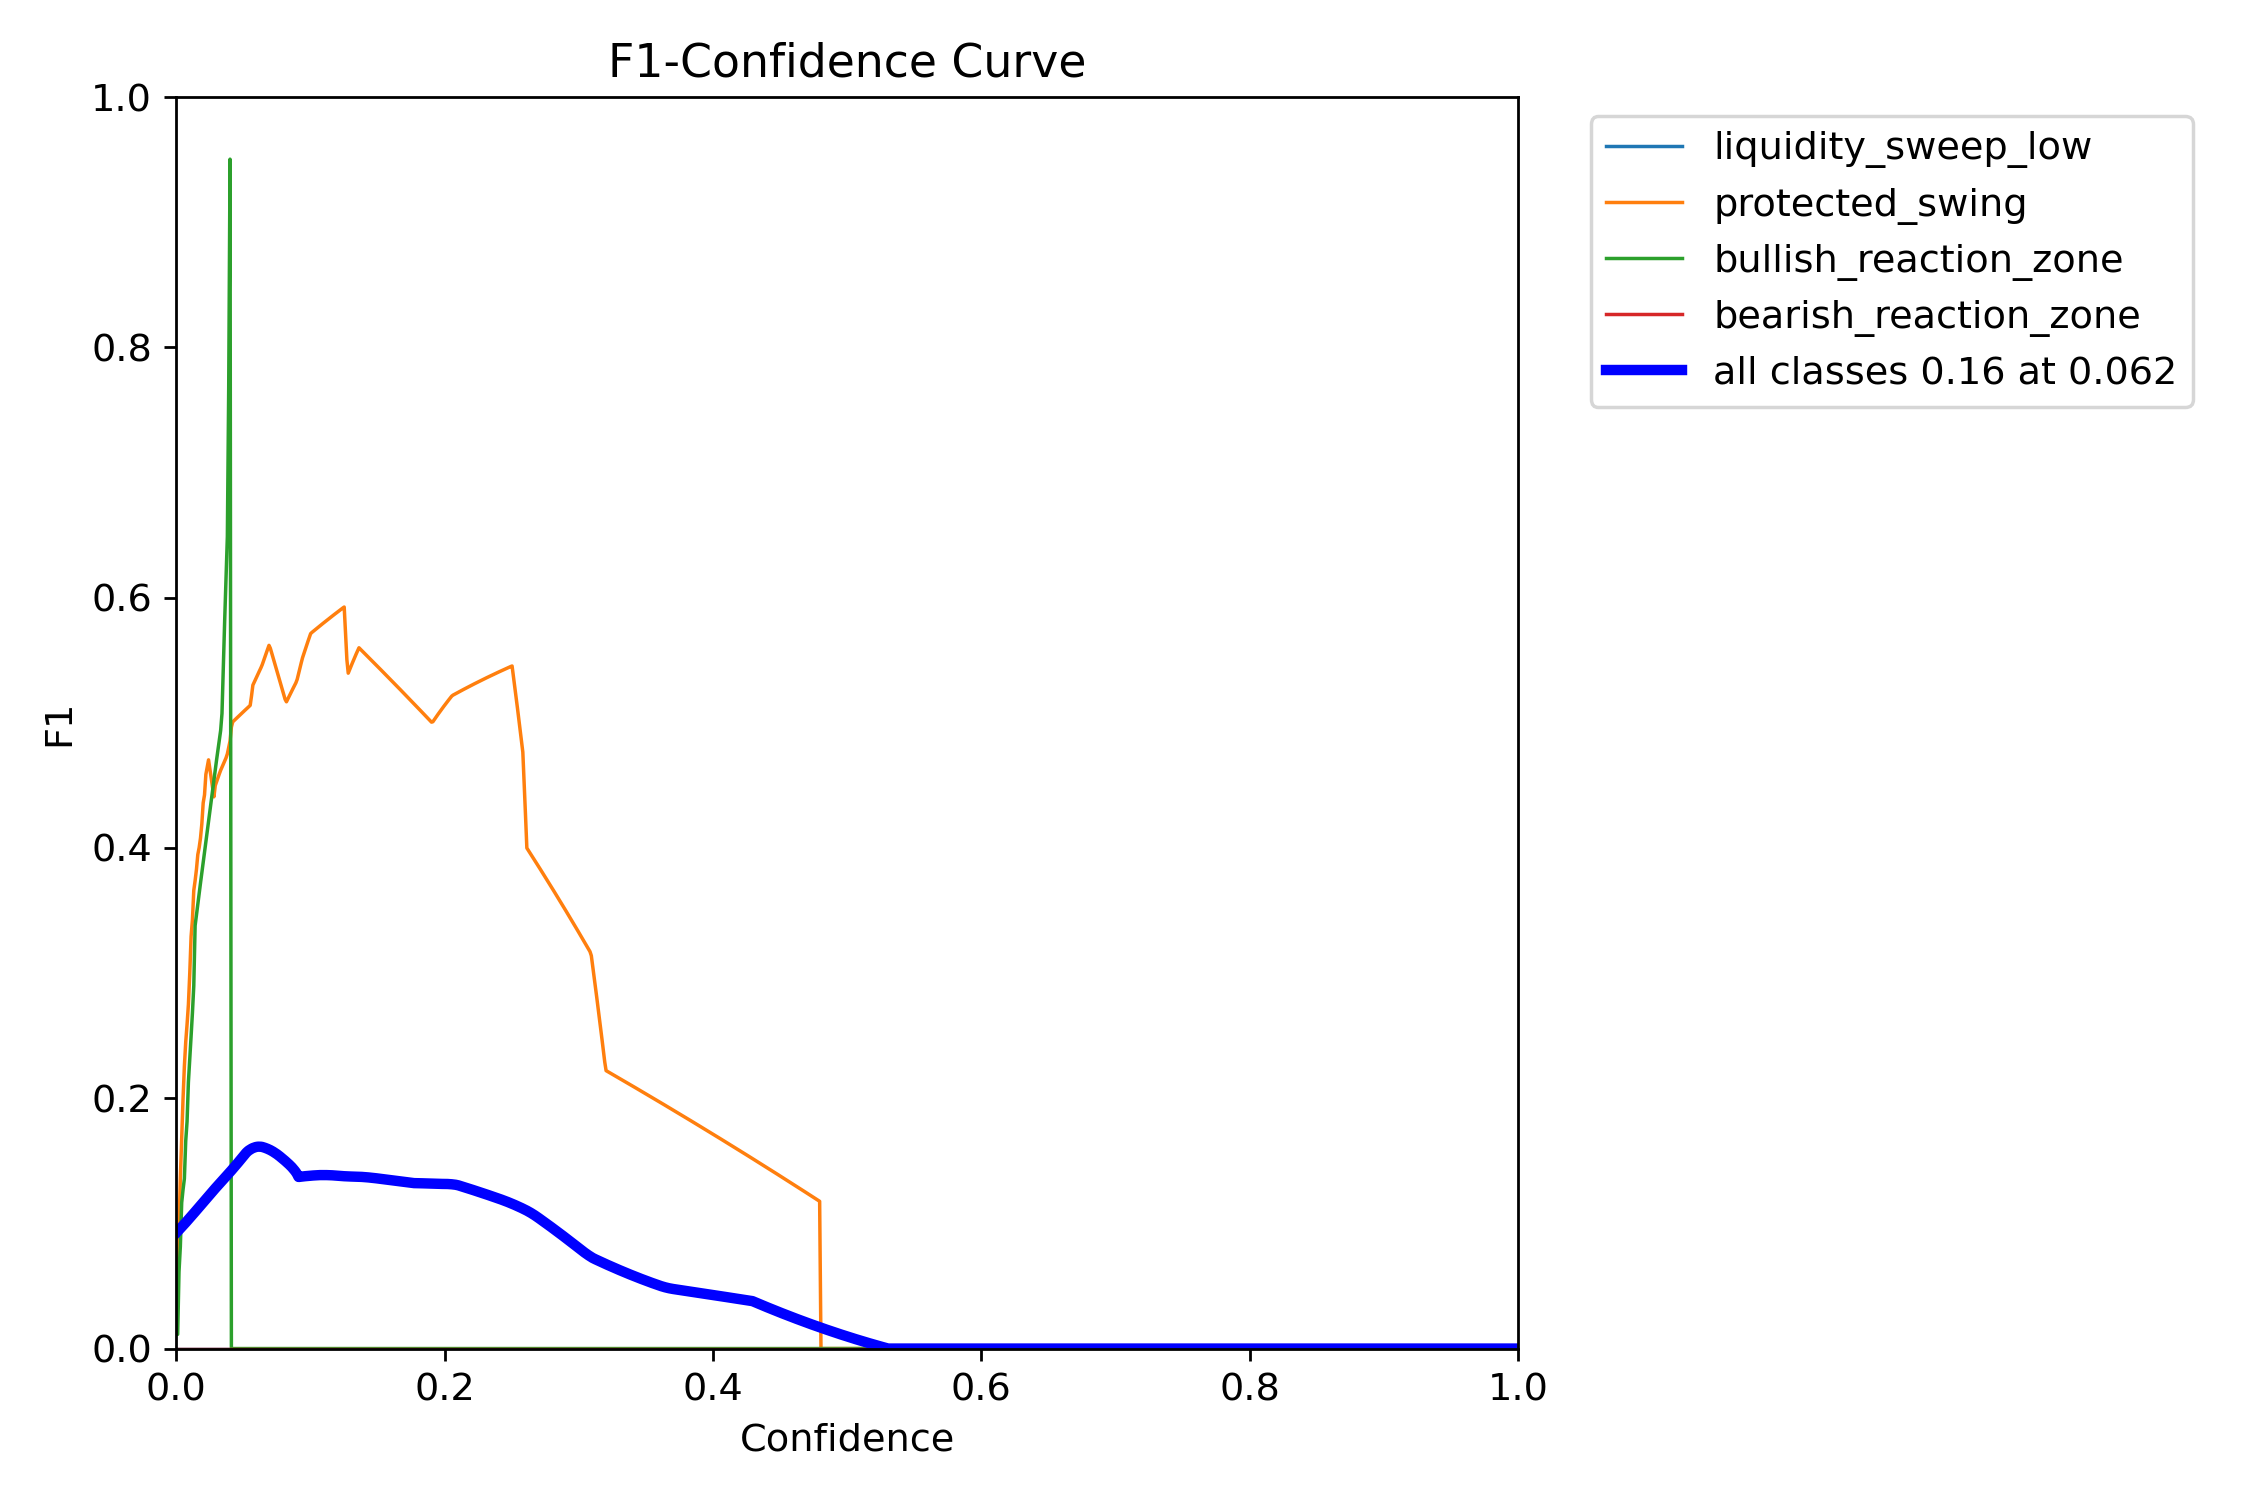 F1-Confidence Curve
1.0
0.8
0.6
0.4
0.2
0.0
F1
0.0 0.2 0.4 0.6 0.8 1.0
Confidence
liquidity_sweep_low
protected_swing
bullish_reaction_zone
bearish_reaction_zone
all classes 0.16 at 0.062